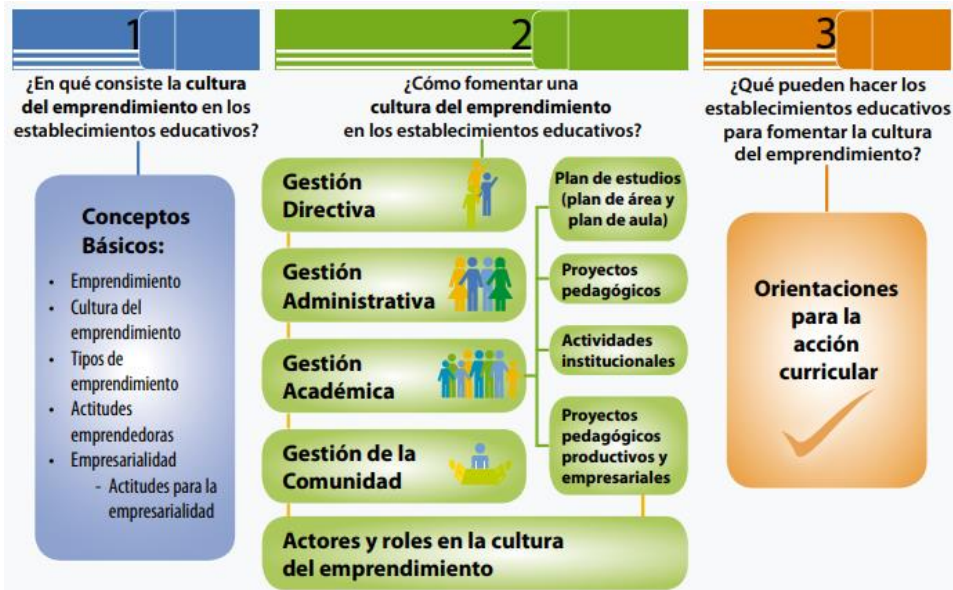 1
¿En qué consiste la cultura
del emprendimiento en los
establecimientos educativos?
Conceptos
Básicos:
• Emprendimiento
• Cultura del
emprendimiento
• Tipos de
emprendimiento
• Actitudes
emprendedoras
• Empresarialidad
- Actitudes para la
empresarialidad
2
¿Cómo fomentar una
cultura del emprendimiento
en los establecimientos educativos?
Gestión
Directiva
Gestión
Administrativa
Gestión
Académica
Gestión de la
Comunidad
Plan de estudios
(plan de área y
plan de aula)
Proyectos
pedagógicos
Actividades
institucionales
Proyectos
pedagógicos
productivos y
empresariales
Actores y roles en la cultura
del emprendimiento
3
¿Qué pueden hacer los
establecimientos educativos
para fomentar la cultura
del emprendimiento?
Orientaciones
para la
acción
curricular